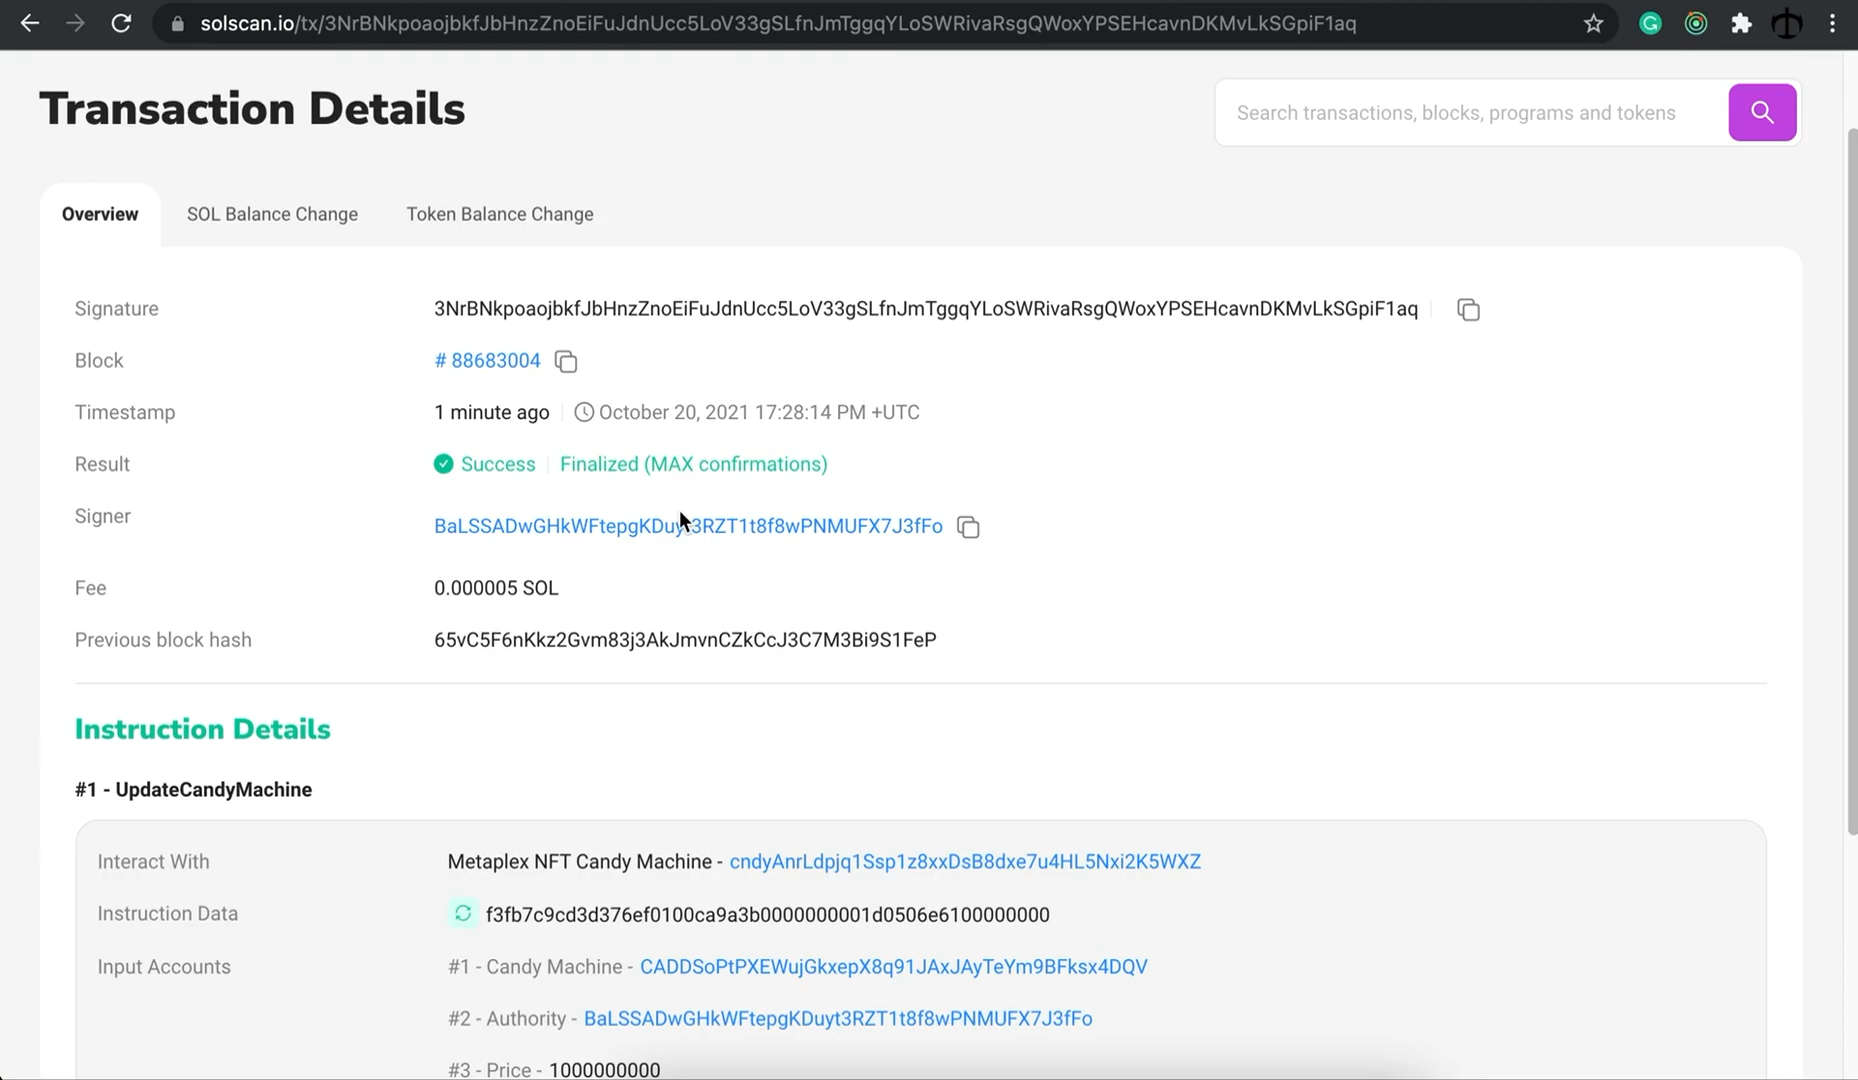 solscan.io/tx/3NrBNkpoaojbkfJbHnzZnoEiFuJdnUcc5LoV33gSLfnJmTggqYLoSWRivaRsgQWoxYPSEHcavnDKMvLkSGpiF1aq
Transaction Details
Search transactions, blocks, programs and tokens
Overview SOL Balance Change Token Balance Change
Signature 3NrBNkpoaojbkfJbHnzZnoEiFuJdnUcc5LoV33gSLfnJmTggqYLoSWRivaRsgQWoxYPSEHcavnDKMvLkSGpiF1aq
Block # 88683004
Timestamp 1 minute ago October 20, 2021 17:28:14 PM +UTC
Result Success Finalized (MAX confirmations)
Signer BaLSSADwGHkWFtepgKDuyt3RZT1t8f8wPNMUFX7J3fFo
Fee 0.000005 SOL
Previous block hash 65vC5F6nKkz2Gvm83j3AkJmvnCZkCcJ3C7M3Bi9S1FeP
Instruction Details
#1 - UpdateCandyMachine
Interact With Metaplex NFT Candy Machine - cndyAnrLdpjq1Ssp1z8xxDsB8dxe7u4HL5Nxi2K5WXZ
Instruction Data f3fb7c9cd3d376ef0100ca9a3b0000000001d0506e6100000000
Input Accounts #1 - Candy Machine - CADDSoPtPXEWujGkxepX8q91JAxJAyTeYm9BFksx4DQV
#2 - Authority - BaLSSADwGHkWFtepgKDuyt3RZT1t8f8wPNMUFX7J3fFo
#3 - Price - 1000000000